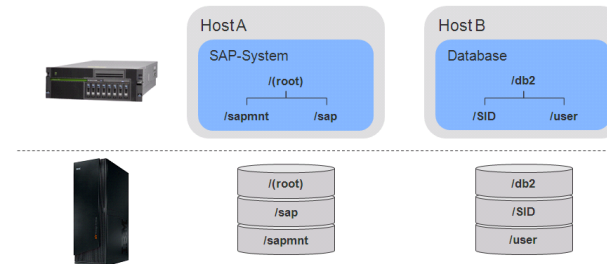 Host A
SAP-System
/(root)
/sapmnt
/sap
Host B
Database
/db2
/SID
/user
/(root)
/sap
/sapmnt
/db2
/SID
/user